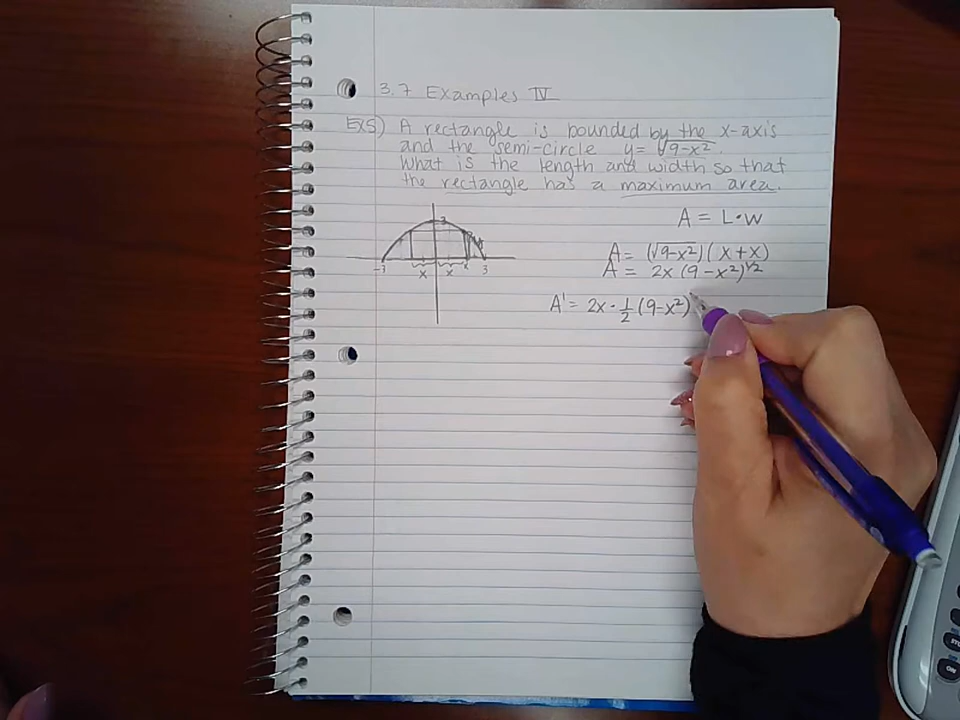 3.7 Examples IV
Ex5) A rectangle is bounded by the x-axis
and the semi-circle y = √9-x².
What is the length and width so that
the rectangle has a maximum area.
A = L·W
A = (√9-x²)(x+x)
A = 2x(9-x²)^1/2
A' = 2x · 1/2 (9-x²)
3
-3 x x 3